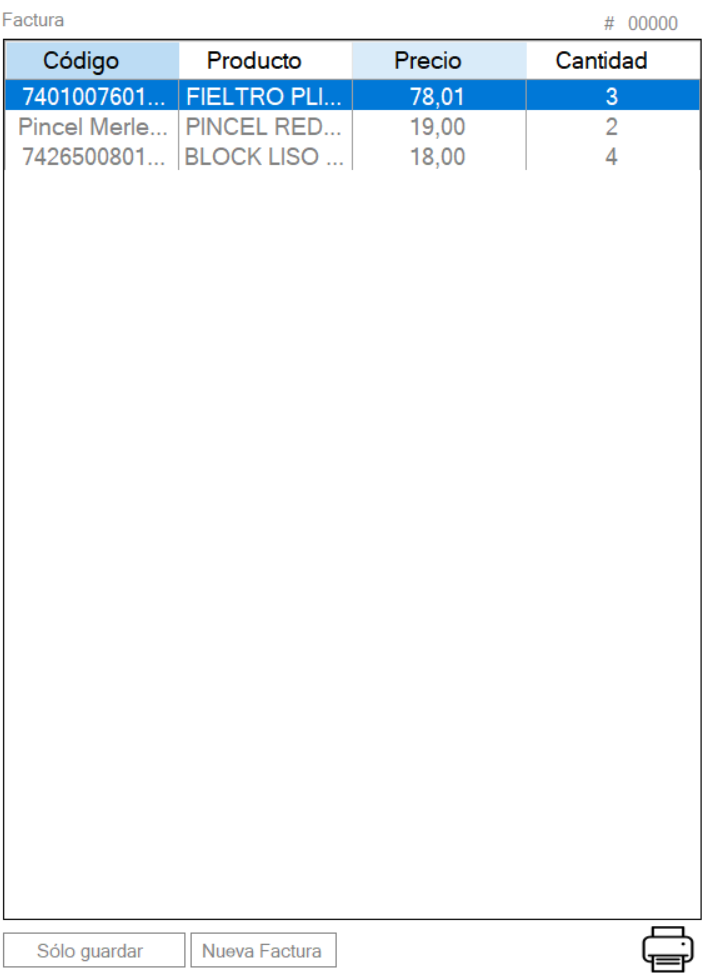 Factura # 00000
Código Producto Precio Cantidad
7401007601... FIELTRO PLI... 78,01 3
Pincel Merle... PINCEL RED... 19,00 2
7426500801... BLOCK LISO ... 18,00 4
Sólo guardar Nueva Factura